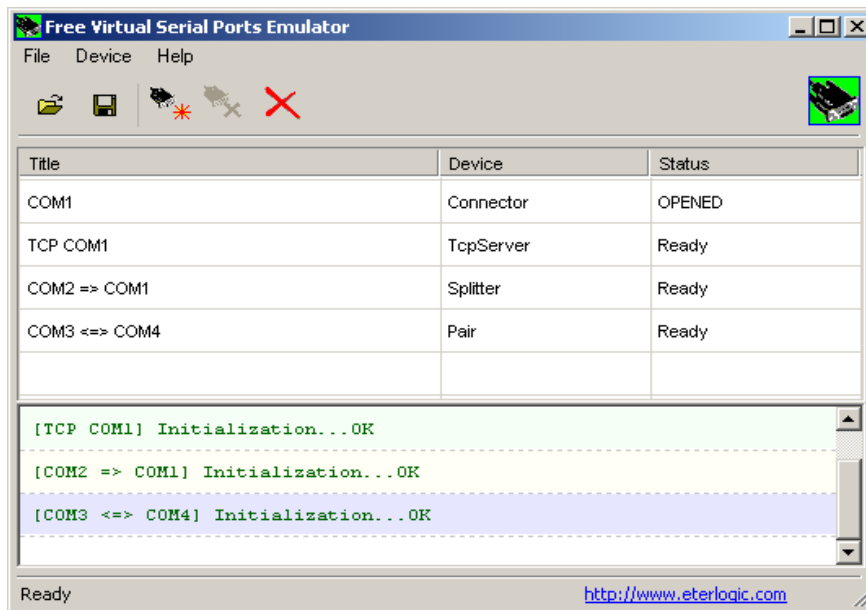 Free Virtual Serial Ports Emulator
File Device Help
Title Device Status
COM1 Connector OPENED
TCP COM1 TcpServer Ready
COM2 => COM1 Splitter Ready
COM3 <=> COM4 Pair Ready
[TCP COM1] Initialization...OK
[COM2 => COM1] Initialization...OK
[COM3 <=> COM4] Initialization...OK
Ready http://www.eterlogic.com